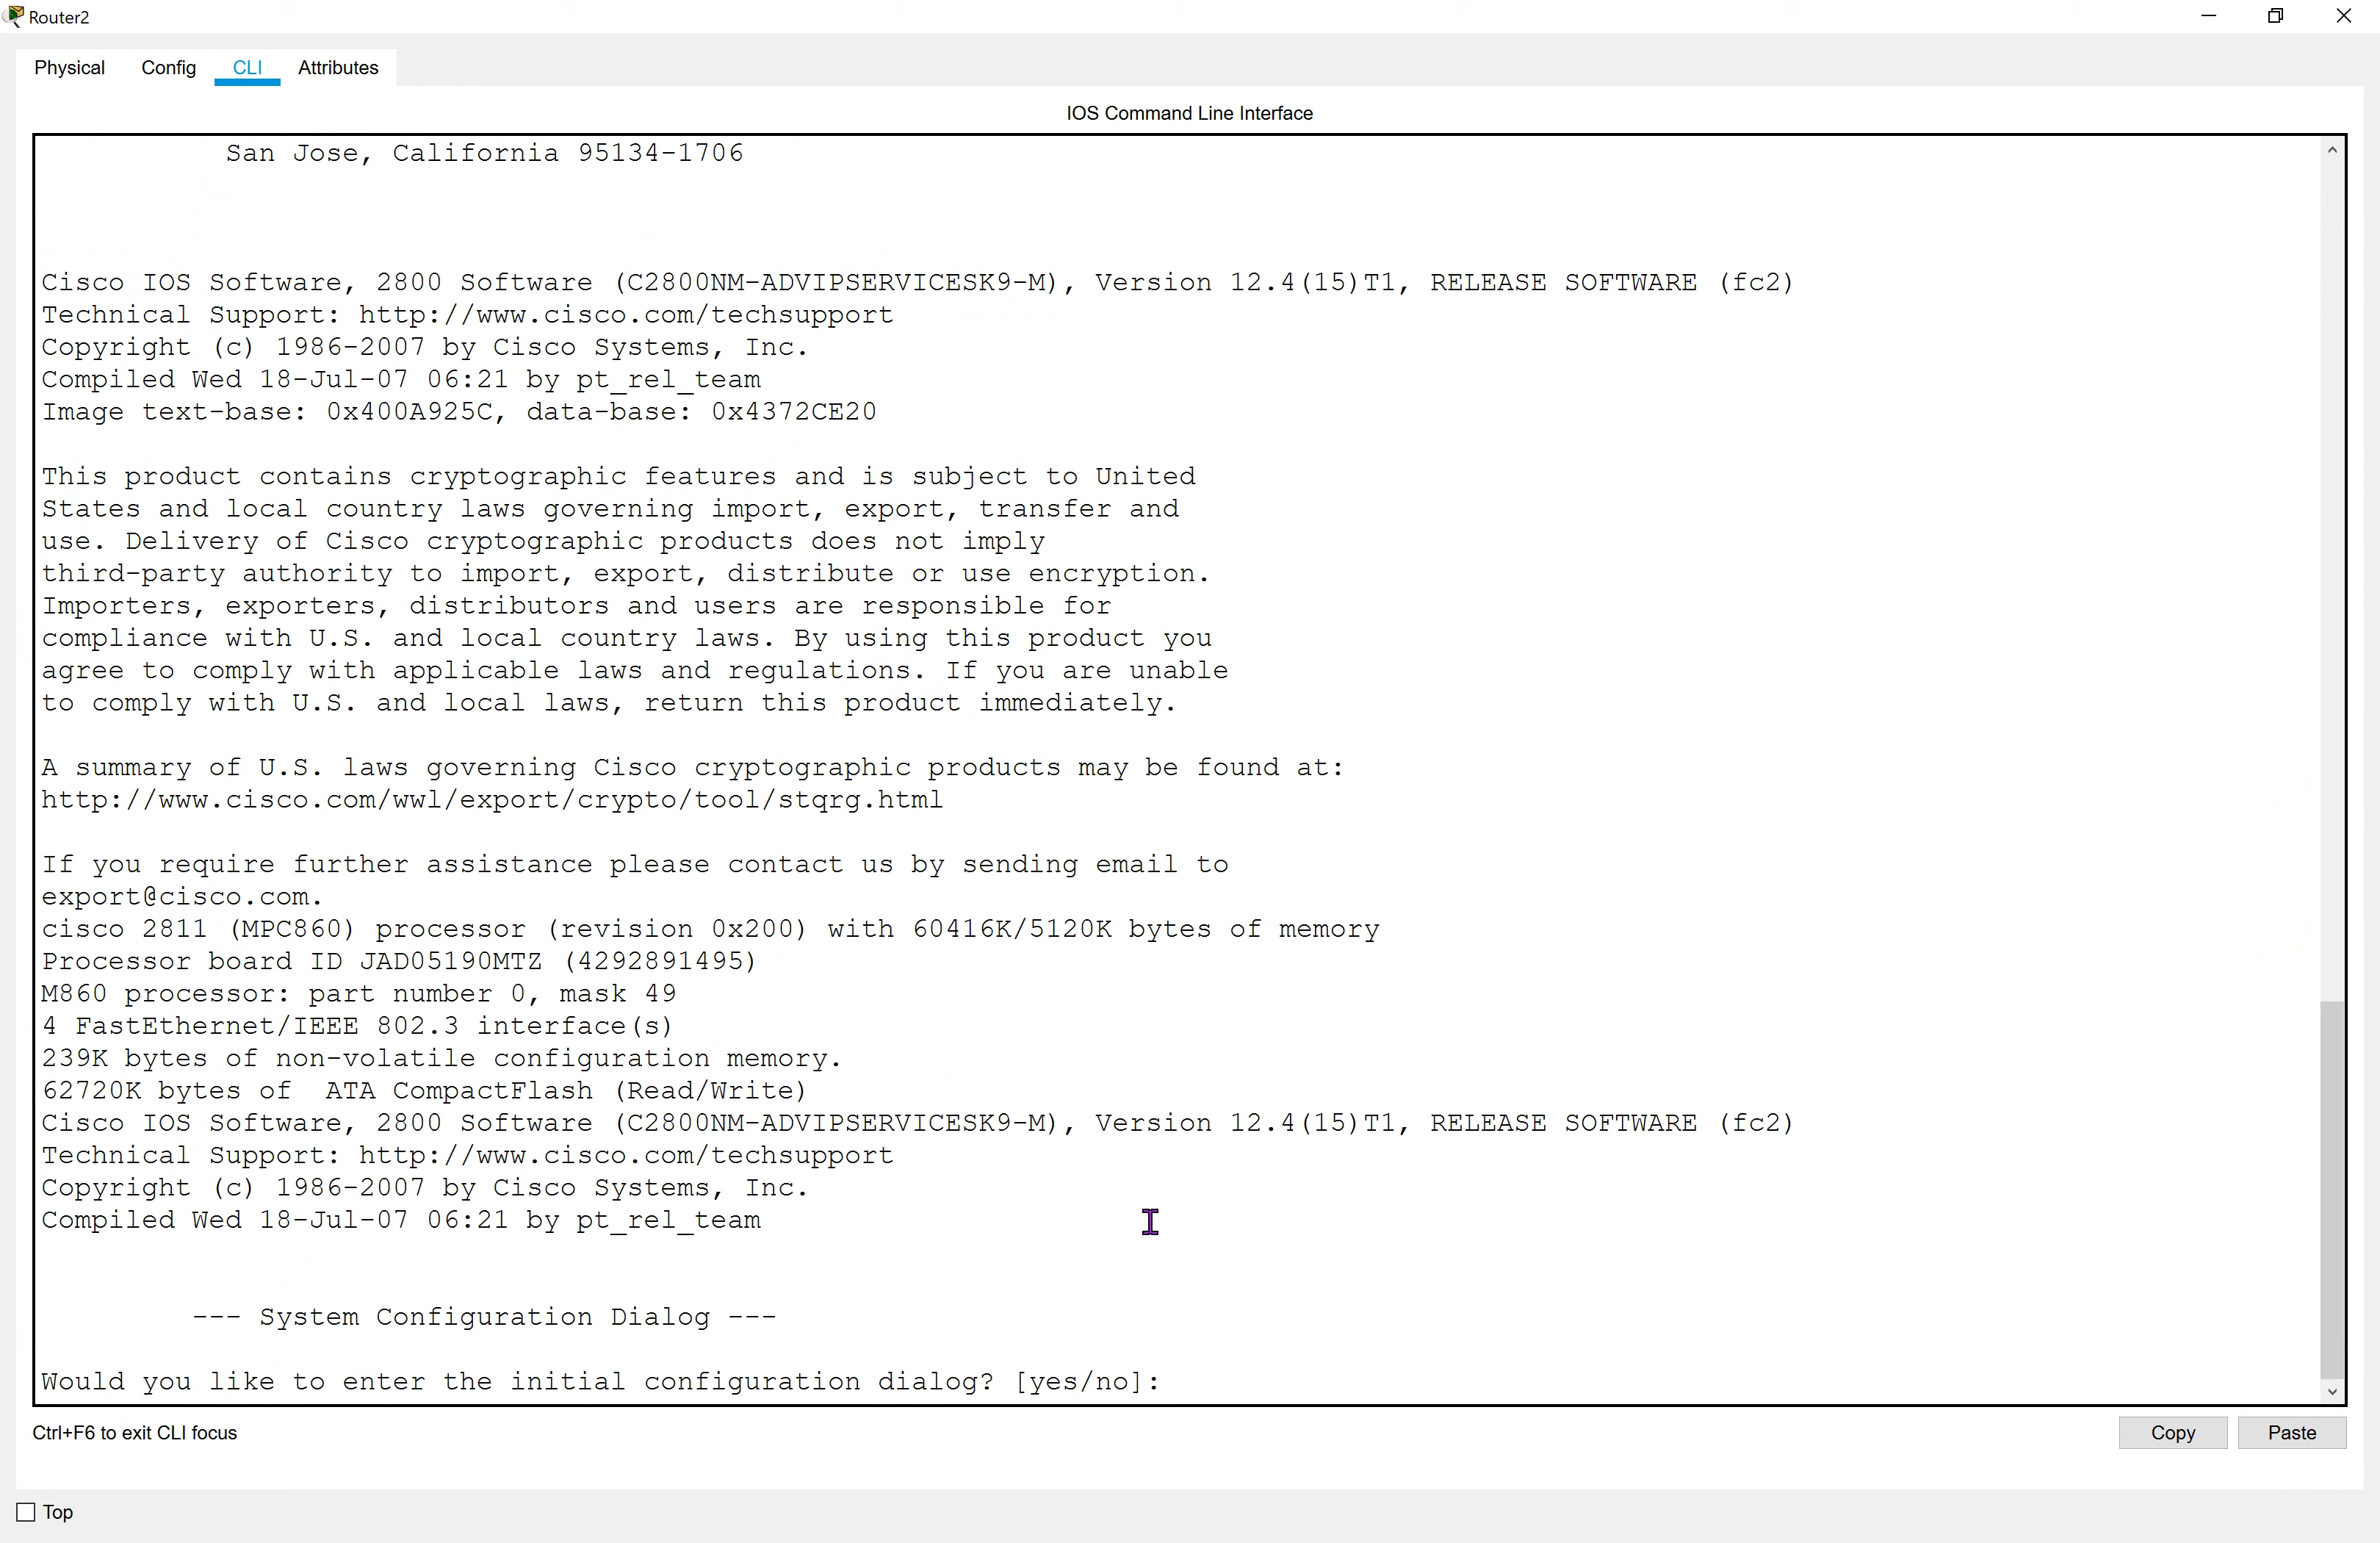 Router2
Physical Config CLI Attributes
IOS Command Line Interface
San Jose, California 95134-1706
Cisco IOS Software, 2800 Software (C2800NM-ADVIPSERVICESK9-M), Version 12.4(15)T1, RELEASE SOFTWARE (fc2)
Technical Support: http://www.cisco.com/techsupport
Copyright (c) 1986-2007 by Cisco Systems, Inc.
Compiled Wed 18-Jul-07 06:21 by pt_rel_team
Image text-base: 0x400A925C, data-base: 0x4372CE20
This product contains cryptographic features and is subject to United
States and local country laws governing import, export, transfer and
use. Delivery of Cisco cryptographic products does not imply
third-party authority to import, export, distribute or use encryption.
Importers, exporters, distributors and users are responsible for
compliance with U.S. and local country laws. By using this product you
agree to comply with applicable laws and regulations. If you are unable
to comply with U.S. and local laws, return this product immediately.
A summary of U.S. laws governing Cisco cryptographic products may be found at:
http://www.cisco.com/wwl/export/crypto/tool/stqrg.html
If you require further assistance please contact us by sending email to
export@cisco.com.
cisco 2811 (MPC860) processor (revision 0x200) with 60416K/5120K bytes of memory
Processor board ID JAD05190MTZ (4292891495)
M860 processor: part number 0, mask 49
4 FastEthernet/IEEE 802.3 interface(s)
239K bytes of non-volatile configuration memory.
62720K bytes of  ATA CompactFlash (Read/Write)
Cisco IOS Software, 2800 Software (C2800NM-ADVIPSERVICESK9-M), Version 12.4(15)T1, RELEASE SOFTWARE (fc2)
Technical Support: http://www.cisco.com/techsupport
Copyright (c) 1986-2007 by Cisco Systems, Inc.
Compiled Wed 18-Jul-07 06:21 by pt_rel_team
--- System Configuration Dialog ---
Would you like to enter the initial configuration dialog? [yes/no]:
Ctrl+F6 to exit CLI focus
Copy Paste
Top